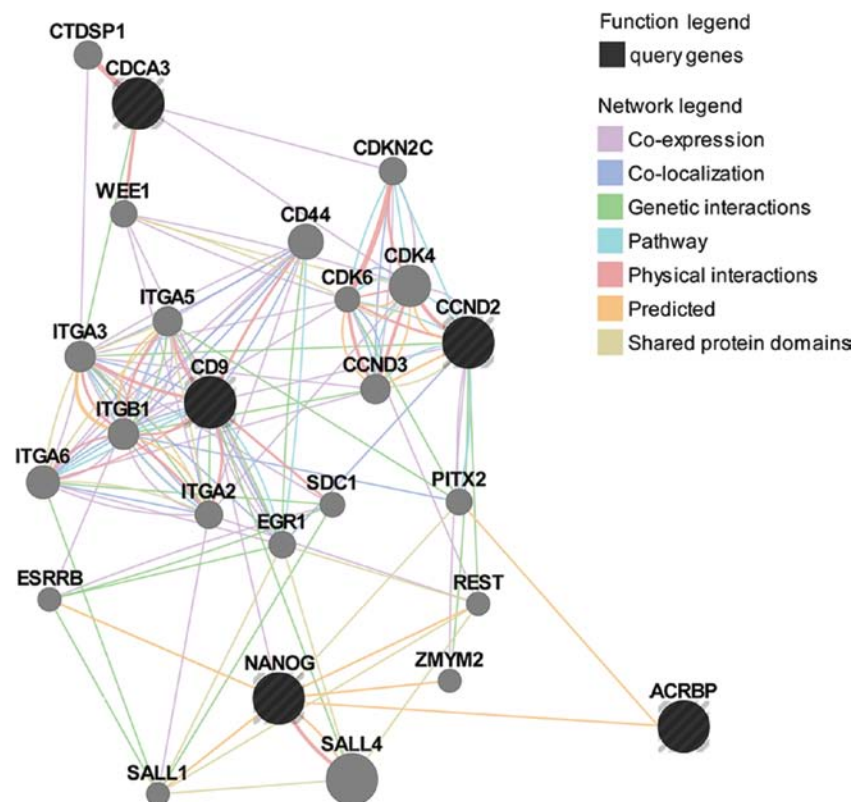 CTDSP1
CDCA3
WEE1
CDKN2C
CD44
CDK4
CDK6
CCND2
ITGA5
ITGA3
CD9
CCND3
ITGB1
ITGA6
ITGA2
SDC1
PITX2
EGR1
ESRRB
REST
NANOG
ZMYM2
ACRBP
SALL4
SALL1
Function legend
query genes
Network legend
Co-expression
Co-localization
Genetic interactions
Pathway
Physical interactions
Predicted
Shared protein domains